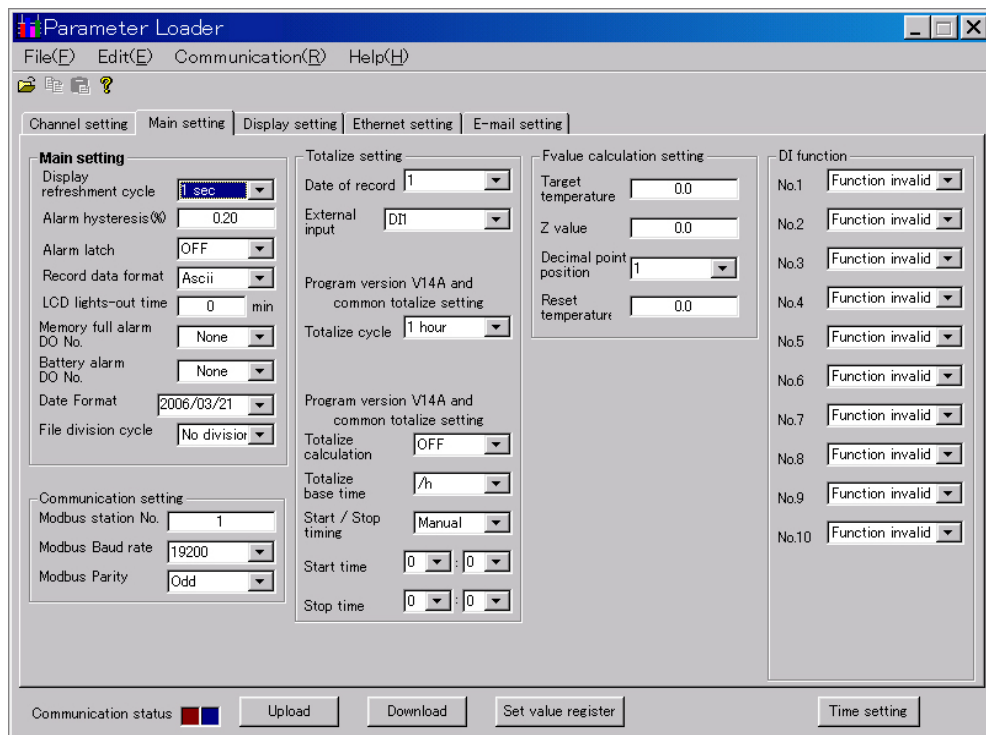 Parameter Loader
File(F) Edit(E) Communication(R) Help(H)
Channel setting Main setting Display setting Ethernet setting E-mail setting
Main setting
Display
refreshment cycle 1 sec
Alarm hysteresis(%) 0.20
Alarm latch OFF
Record data format Ascii
LCD lights-out time 0 min
Memory full alarm
DO No. None
Battery alarm
DO No. None
Date Format 2006/03/21
File division cycle No division
Communication setting
Modbus station No. 1
Modbus Baud rate 19200
Modbus Parity Odd
Totalize setting
Date of record 1
External
input DI1
Program version V14A and
common totalize setting
Totalize cycle 1 hour
Program version V14A and
common totalize setting
Totalize
calculation OFF
Totalize
base time /h
Start / Stop
timing Manual
Start time 0 : 0
Stop time 0 : 0
Fvalue calculation setting
Target
temperature 0.0
Z value 0.0
Decimal point
position 1
Reset
temperature 0.0
DI function
No.1 Function invalid
No.2 Function invalid
No.3 Function invalid
No.4 Function invalid
No.5 Function invalid
No.6 Function invalid
No.7 Function invalid
No.8 Function invalid
No.9 Function invalid
No.10 Function invalid
Communication status Upload Download Set value register Time setting